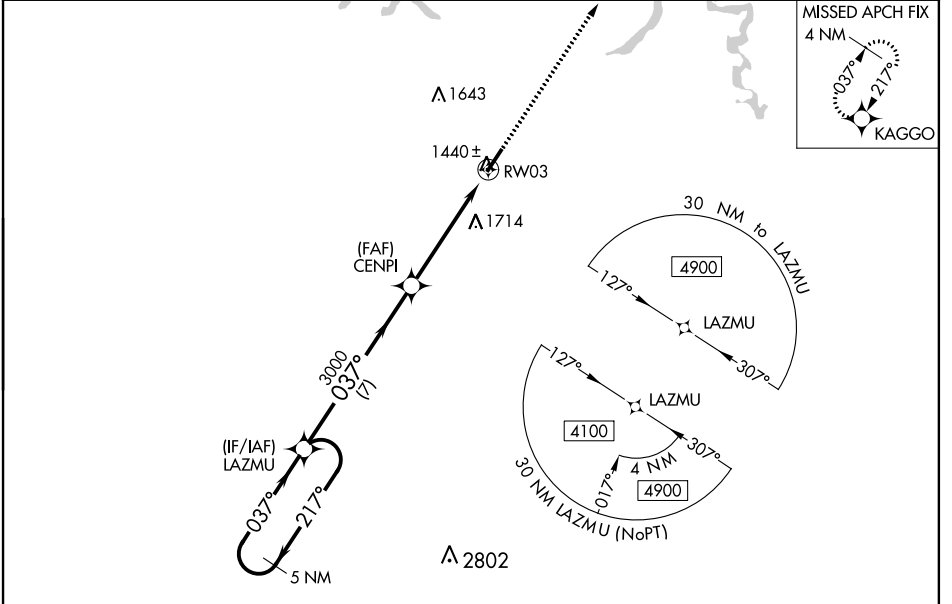 MISSED APCH FIX
4 NM
037°
217°
KAGGO
1643
1440 ±
RW03
1714
(FAF)
CENPI
30 NM to LAZMU
4900
127°
LAZMU
307°
3000
037°
(7)
127°
LAZMU
4100
307°
4 NM
017°
4900
30 NM LAZMU (NoPT)
(IF/IAF)
LAZMU
037°
217°
5 NM
2802